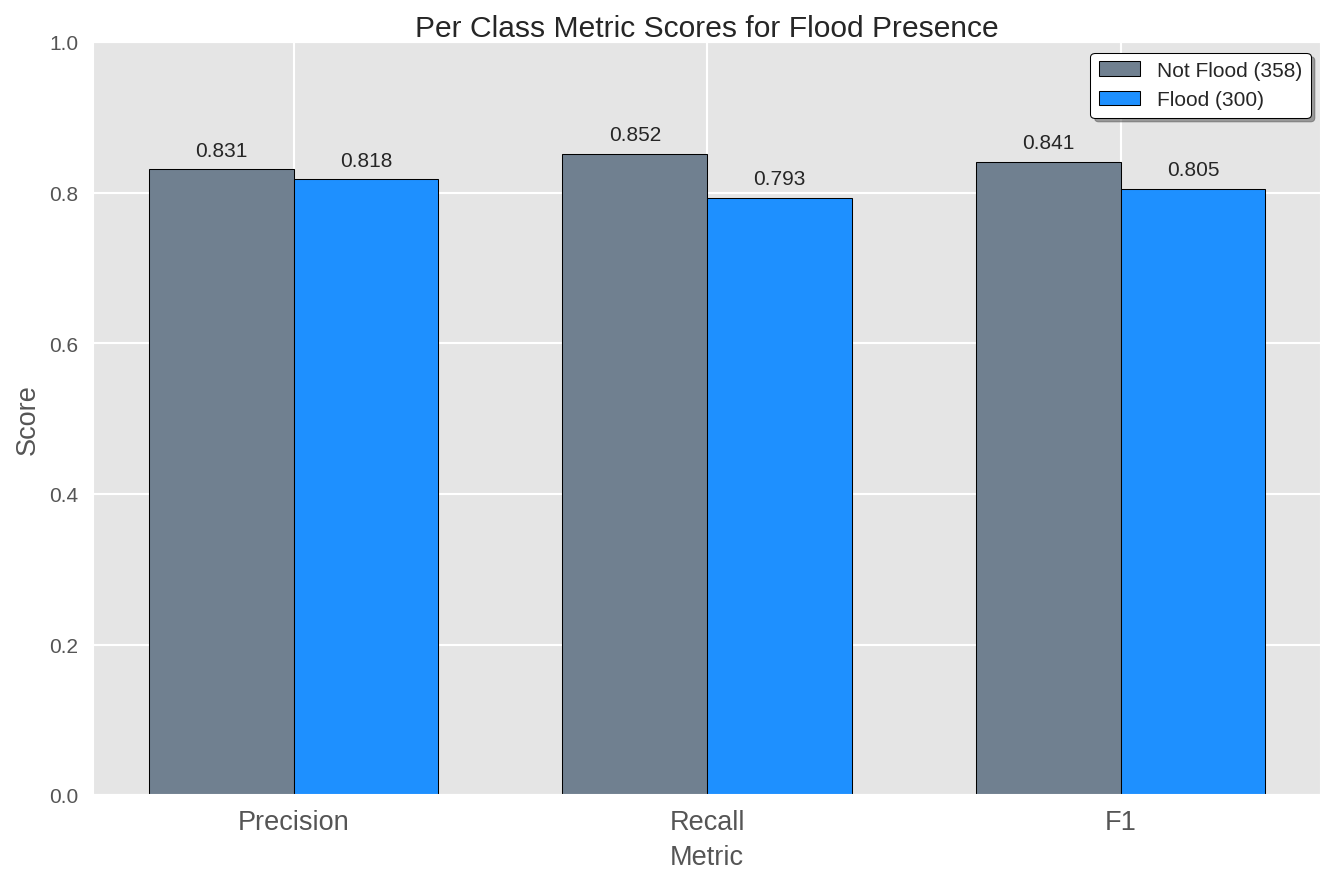 Per Class Metric Scores for Flood Presence
1.0
Not Flood (358)
Flood (300)
0.831
0.818
0.852
0.793
0.841
0.805
0.8
0.6
0.4
0.2
0.0
Score
Precision
Recall
F1
Metric